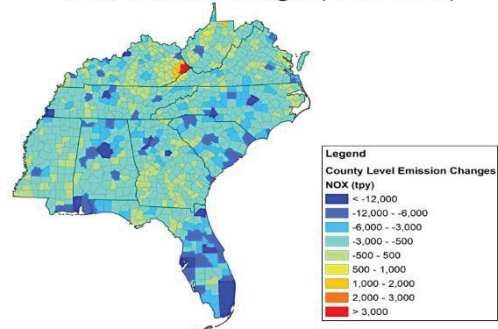 Legend
County Level Emission Changes
NOX (tpy)
< -12,000
-12,000 - -6,000
-6,000 - -3,000
-3,000 - -500
-500 - 500
500 - 1,000
1,000 - 2,000
2,000 - 3,000
> 3,000